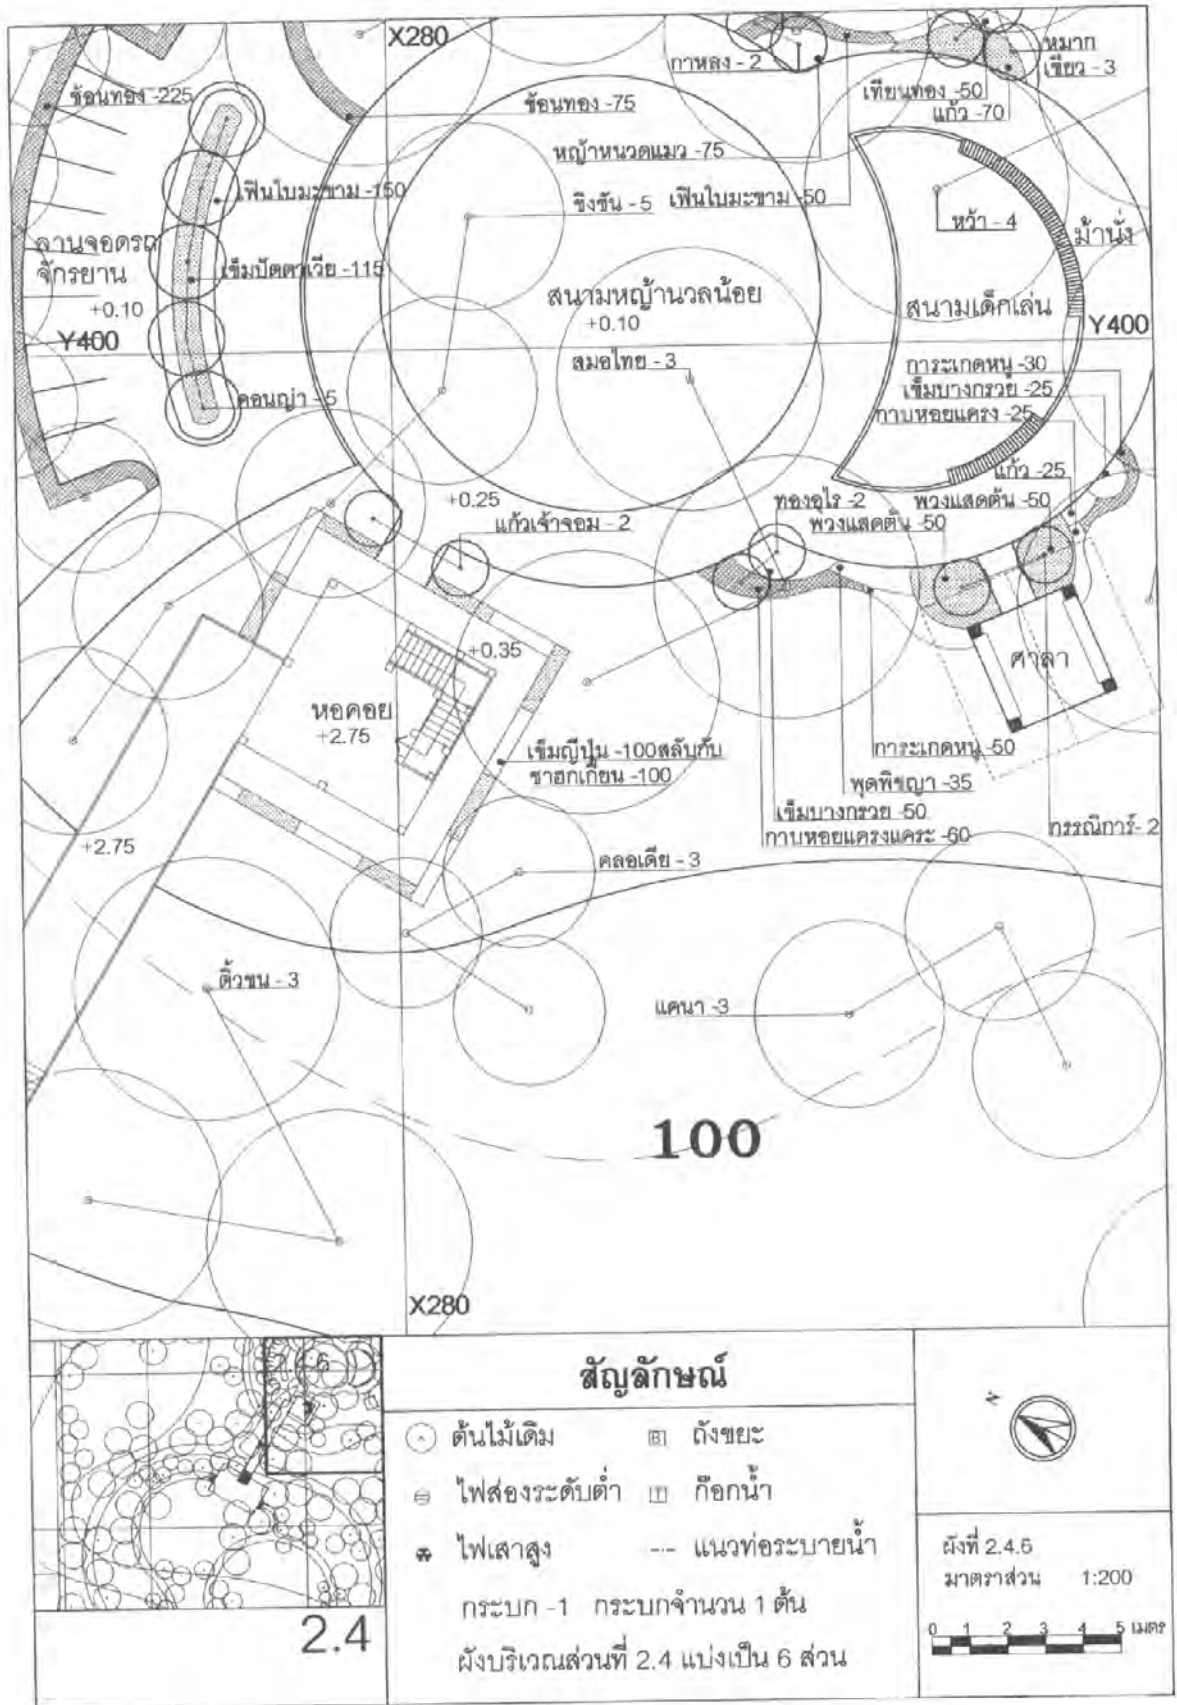 X280
กาหลง - 2
หมาก
เขียว - 3
ช้อนทอง -225
ช้อนทอง -75
เทียนทอง -50
แก้ว -70
หญ้าหนวดแมว -75
เฟินใบมะขาม -150
ชิงชัน - 5
เฟินใบมะขาม -50
หว้า - 4
ม้านั่ง
ลานจอดรถ
จักรยาน
+0.10
เข็มปัตตาเวีย -115
สนามหญ้านวลน้อย
+0.10
สนามเด็กเล่น
Y400
Y400
สมอไทย - 3
การะเกดหนู -30
เข็มบางกรวย -25
กาบหอยแครง -25
คอนญ่า - 5
แก้ว -25
+0.25
ทองอุไร -2
พวงแสดต้น -50
แก้วเจ้าจอม - 2
พวงแสดต้น -50
+0.35
ศาลา
หอคอย
+2.75
เข็มญี่ปุ่น -100สลับกับ
ชาฮกเกี้ยน -100
การะเกดหนู -50
พุดพิชญา -35
เข็มบางกรวย -50
กาบหอยแครงแคระ -60
กรรณิการ์- 2
+2.75
คลอเดีย - 3
ติ้วขน - 3
แคนา -3
100
X280
2.4.6
สัญลักษณ์
ต้นไม้เดิม
B ถังขยะ
ไฟส่องระดับต่ำ
T ก๊อกน้ำ
ไฟเสาสูง
แนวท่อระบายน้ำ
กระบก -1 กระบกจำนวน 1 ต้น
ผังบริเวณส่วนที่ 2.4 แบ่งเป็น 6 ส่วน
2.4
N
ผังที่ 2.4.6
มาตราส่วน 1:200
0 1 2 3 4 5 เมตร